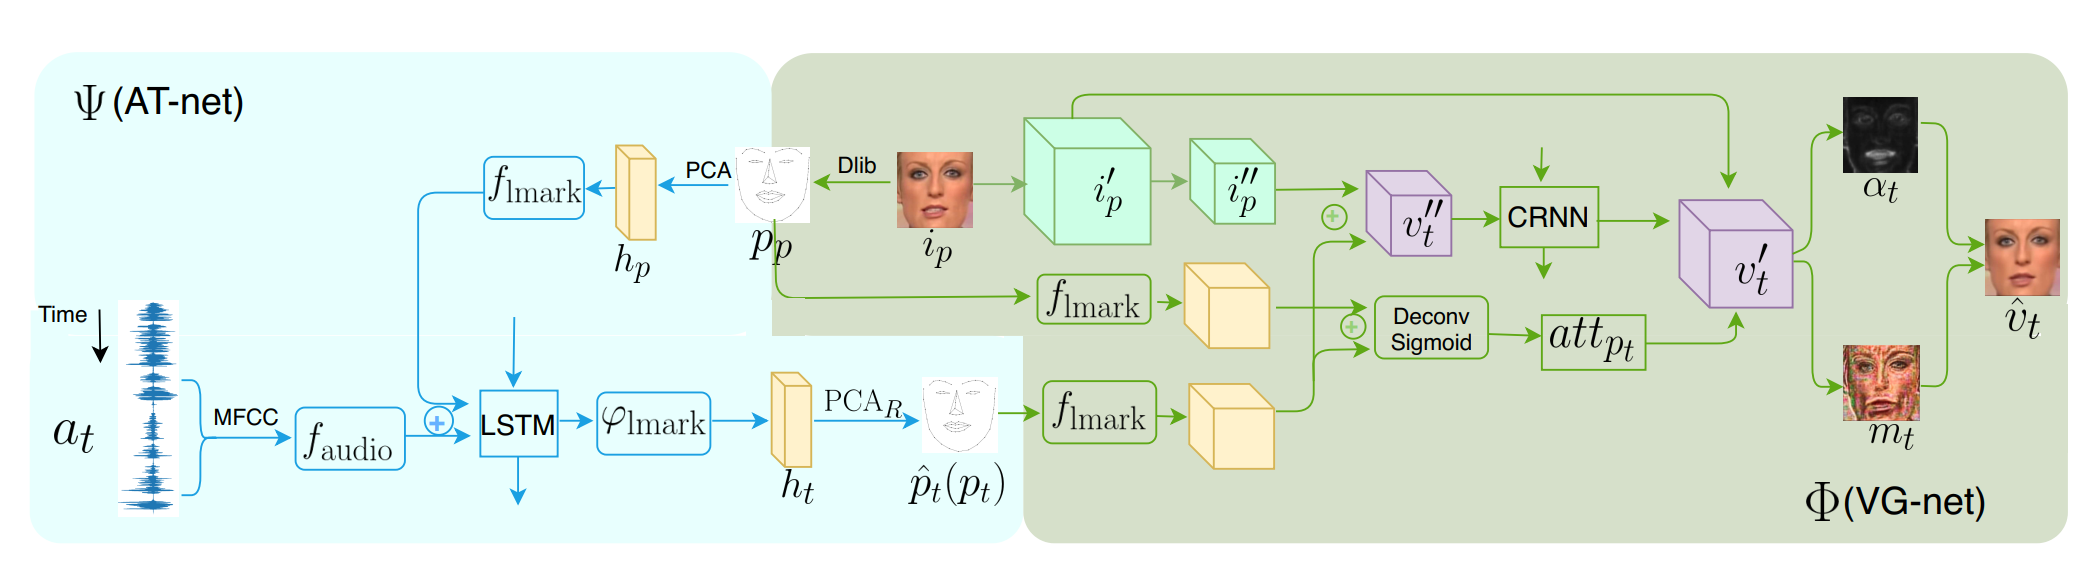 Ψ (AT-net)
Time
a_t
MFCC
f_audio
f_lmark
h_p
PCA
p_p
Dlib
i_p
+
LSTM
φ_lmark
h_t
PCA_R
p̂_t(p_t)
i′_p
i″_p
f_lmark
f_lmark
+
+
v″_t
CRNN
Deconv
Sigmoid
att_{p_t}
v′_t
α_t
m_t
v̂_t
Φ(VG-net)